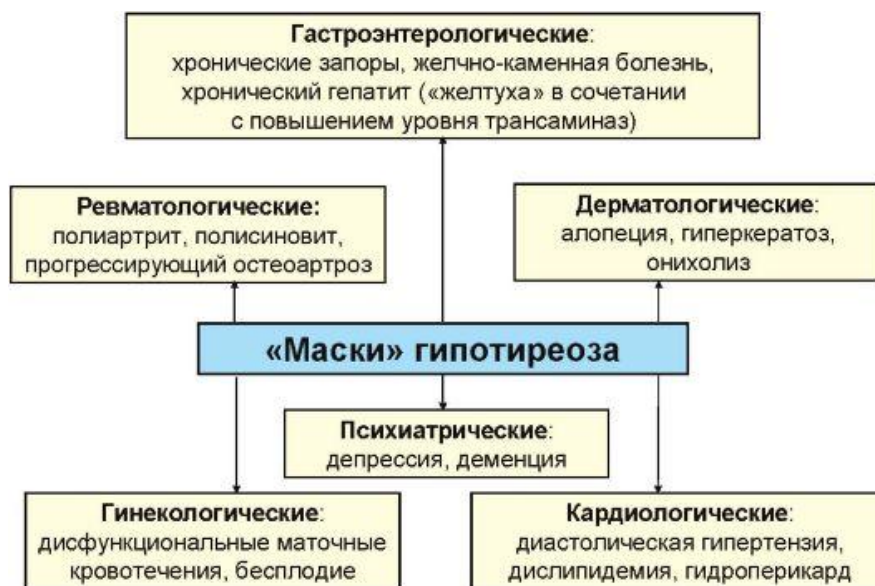 Гастроэнтерологические:
хронические запоры, желчно-каменная болезнь,
хронический гепатит («желтуха» в сочетании
с повышением уровня трансаминаз)
Ревматологические:
полиартрит, полисиновит,
прогрессирующий остеоартроз
Дерматологические:
алопеция, гиперкератоз,
онихолиз
«Маски» гипотиреоза
Психиатрические:
депрессия, деменция
Гинекологические:
дисфункциональные маточные
кровотечения, бесплодие
Кардиологические:
диастолическая гипертензия,
дислипидемия, гидроперикард